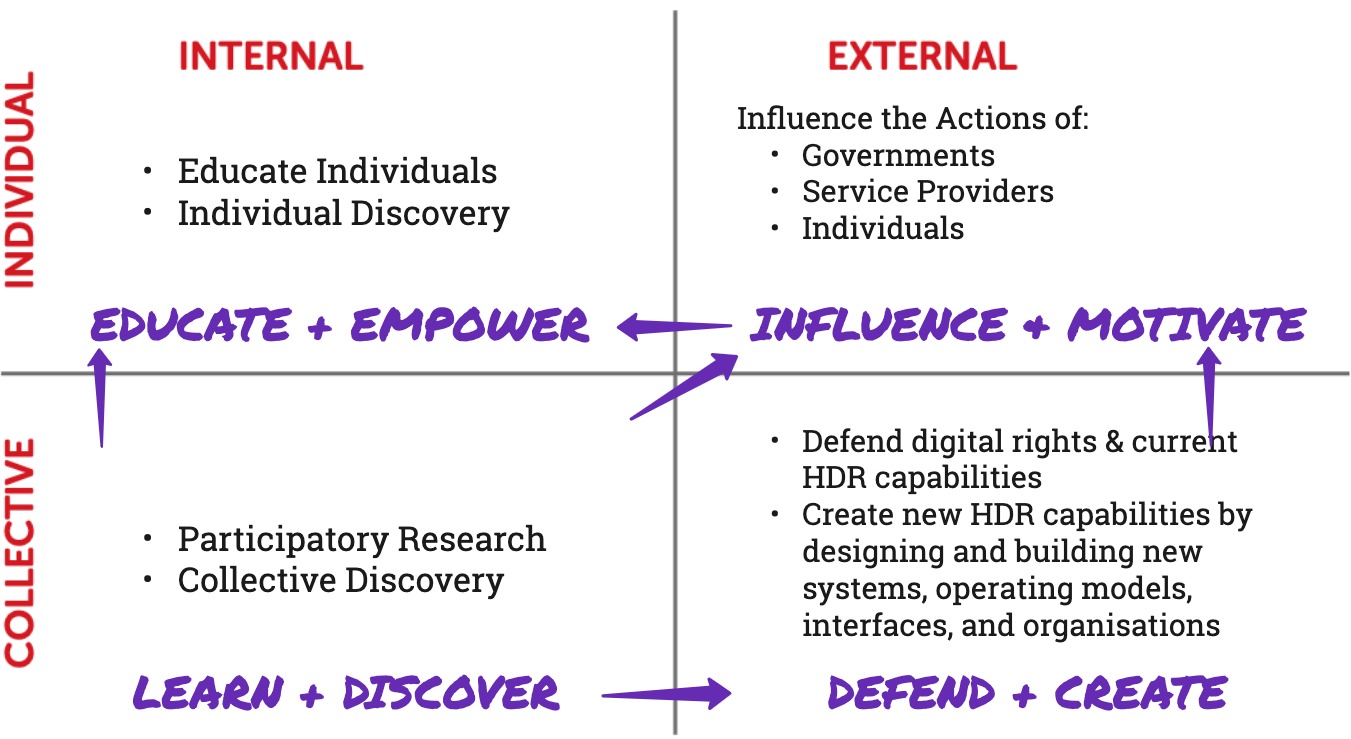 INTERNAL
EXTERNAL
INDIVIDUAL
• Educate Individuals
• Individual Discovery
Influence the Actions of:
• Governments
• Service Providers
• Individuals
EDUCATE + EMPOWER
INFLUENCE + MOTIVATE
COLLECTIVE
• Participatory Research
• Collective Discovery
• Defend digital rights & current
HDR capabilities
• Create new HDR capabilities by
designing and building new
systems, operating models,
interfaces, and organisations
LEARN + DISCOVER
DEFEND + CREATE